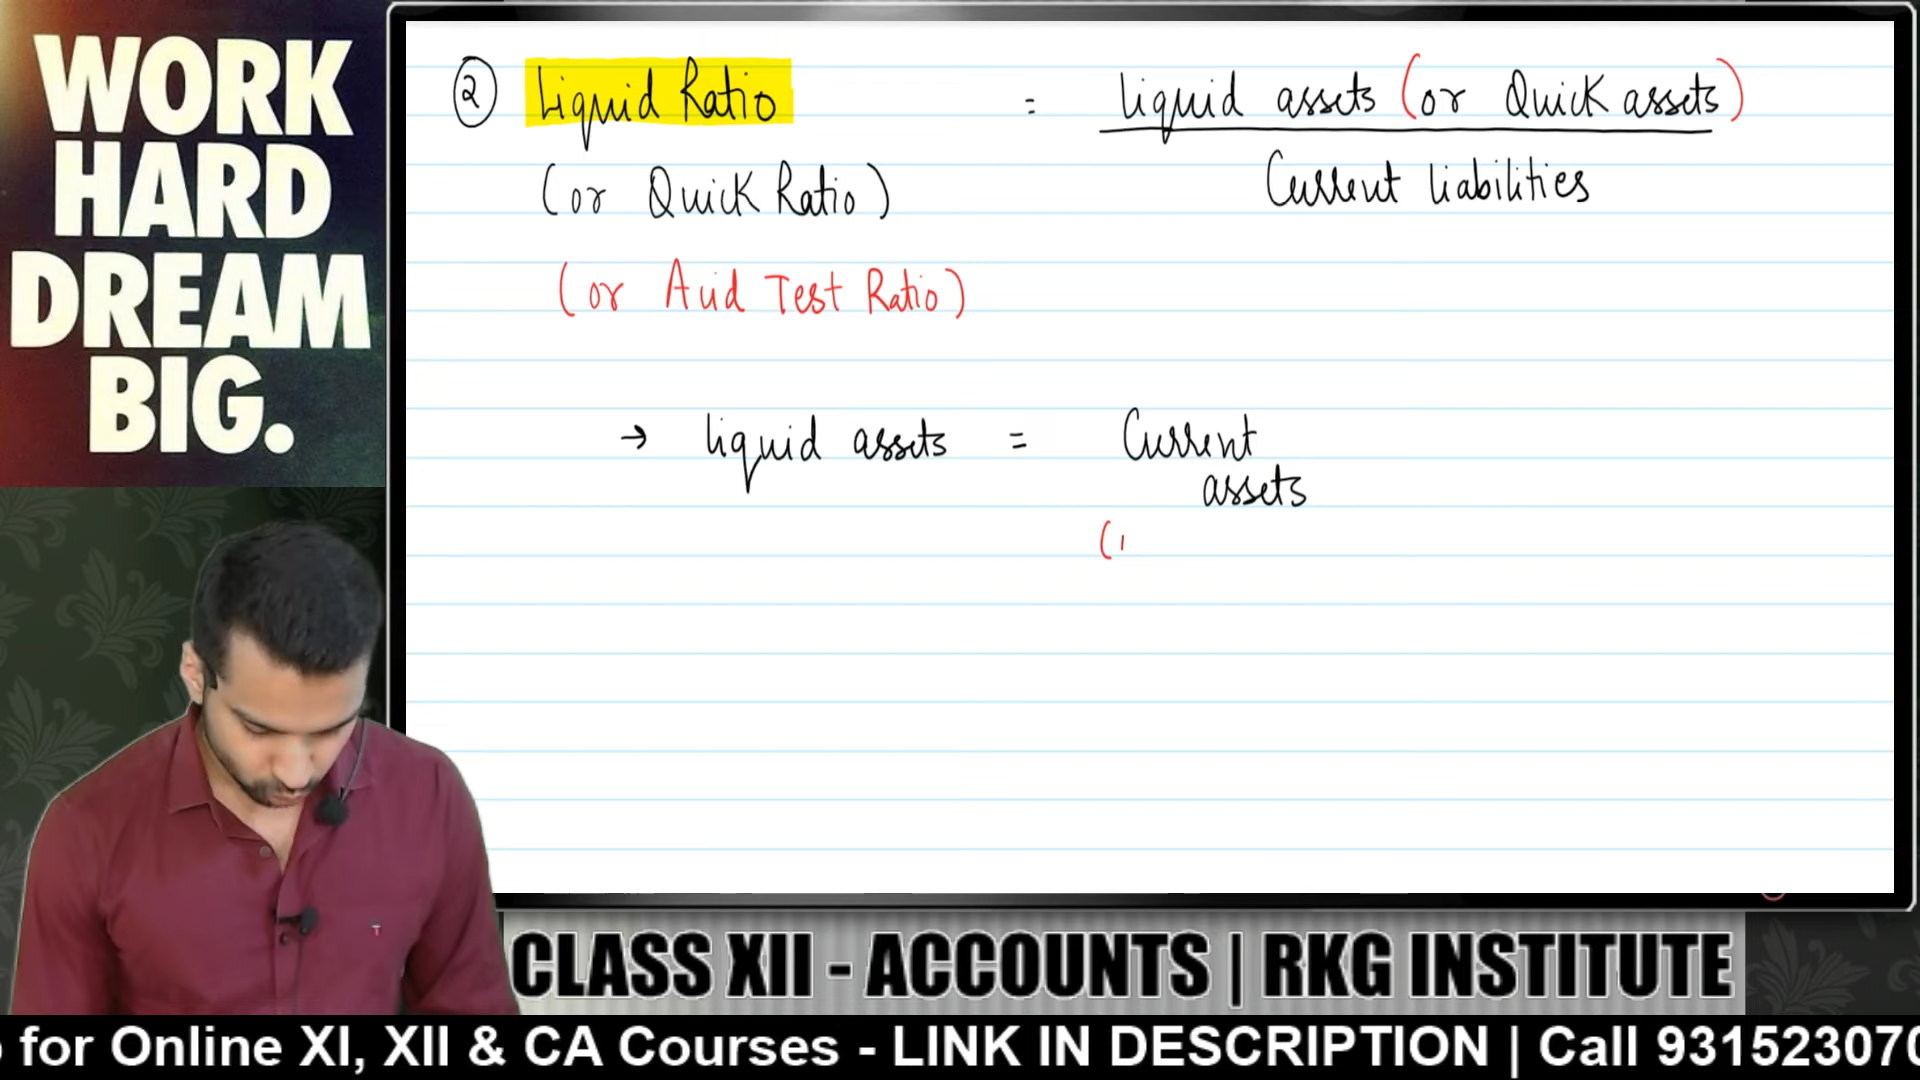 WORK
HARD
DREAM
BIG.
② Liquid Ratio = liquid assets (or Quick assets)
Current liabilities
(or Quick Ratio)
(or Acid Test Ratio)
→ liquid assets = Current
assets
(
CLASS XII - ACCOUNTS | RKG INSTITUTE
for Online XI, XII & CA Courses - LINK IN DESCRIPTION | Call 931523070